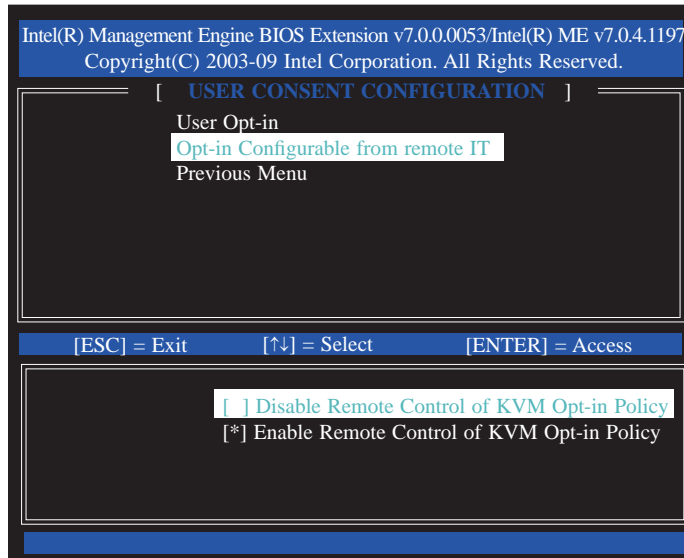 Intel(R) Management Engine BIOS Extension v7.0.0.0053/Intel(R) ME v7.0.4.1197
Copyright(C) 2003-09 Intel Corporation. All Rights Reserved.
[ USER CONSENT CONFIGURATION ]
User Opt-in
Opt-in Configurable from remote IT
Previous Menu
[ESC] = Exit [↑↓] = Select [ENTER] = Access
[ ] Disable Remote Control of KVM Opt-in Policy
[*] Enable Remote Control of KVM Opt-in Policy